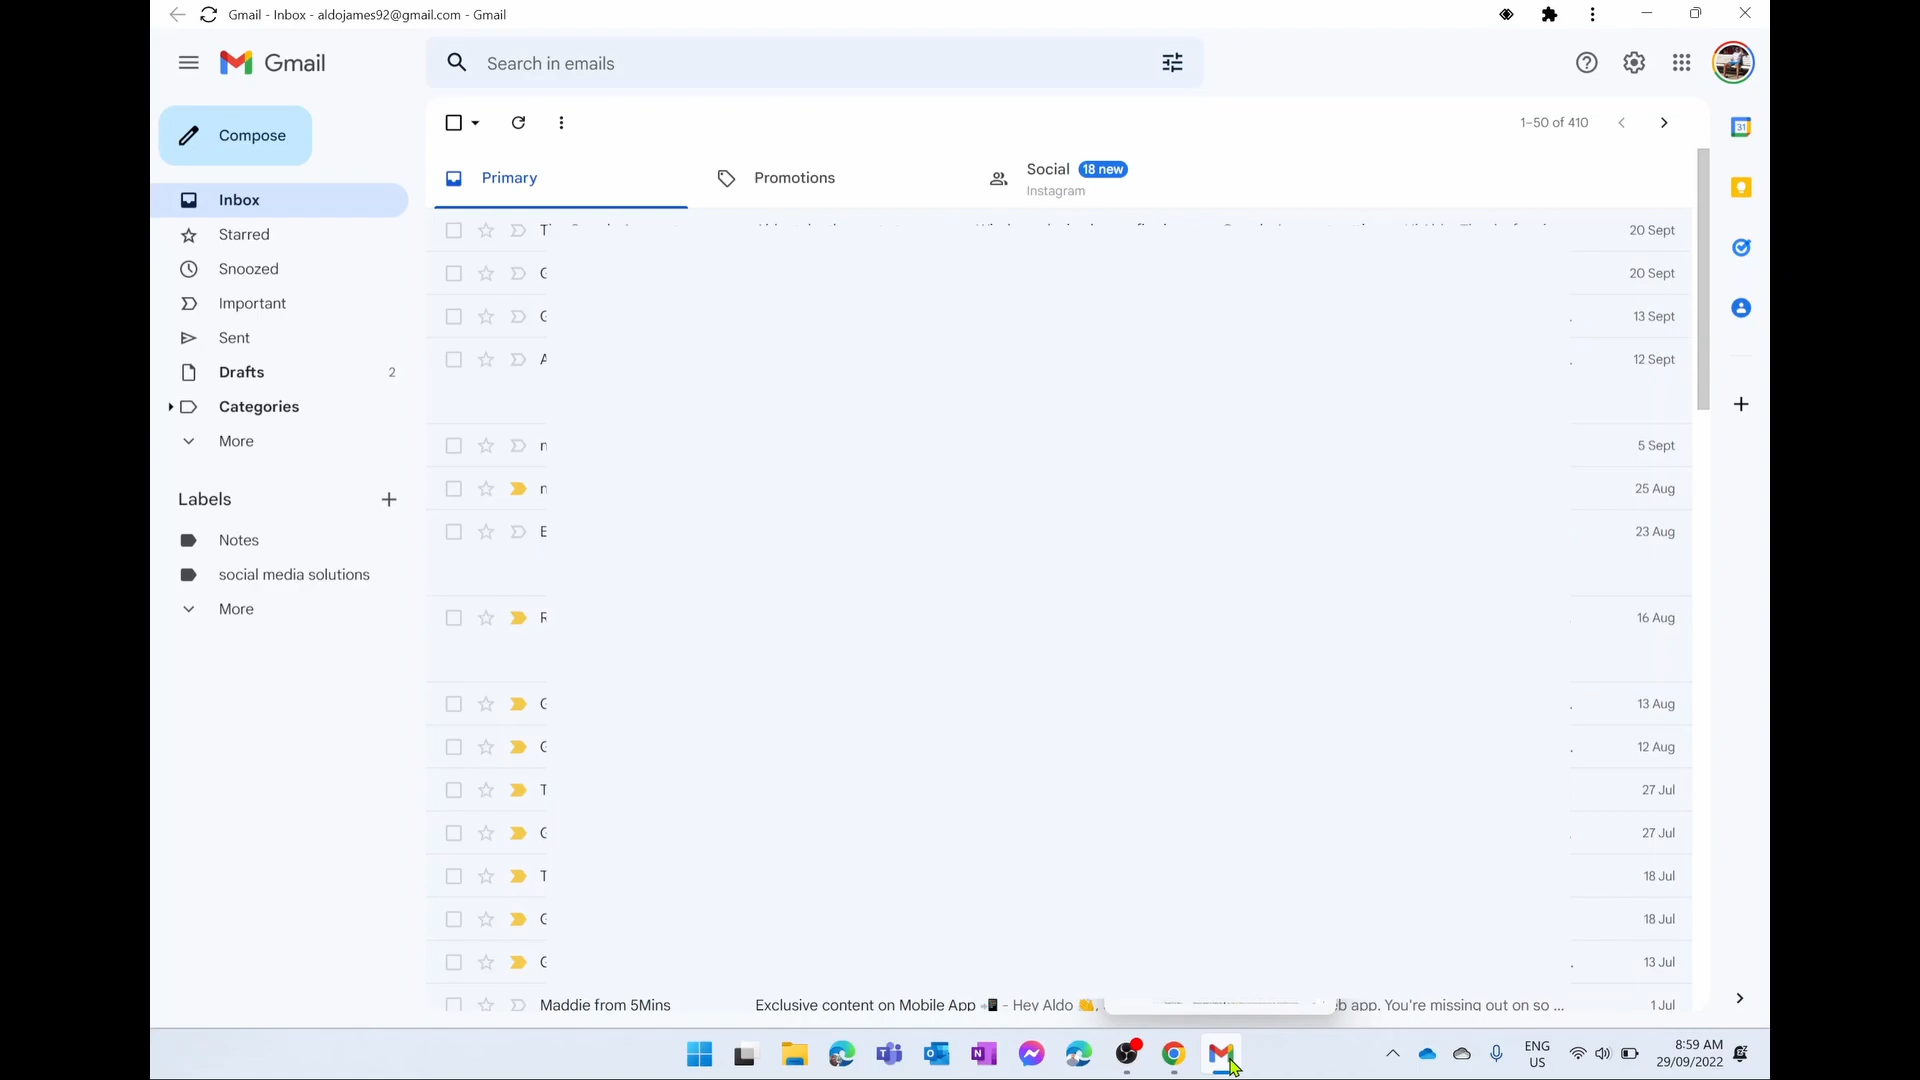 Gmail - Inbox - aldojames92@gmail.com - Gmail
Gmail
Search in emails
Compose
1–50 of 410
Primary
Promotions
Social 18 new
Instagram
Inbox
Starred
Snoozed
Important
Sent
Drafts 2
Categories
More
Labels
Notes
social media solutions
More
T 20 Sept
G 20 Sept
G 13 Sept
A 12 Sept
n 5 Sept
n 25 Aug
E 23 Aug
R 16 Aug
G 13 Aug
G 12 Aug
T 27 Jul
G 27 Jul
T 18 Jul
G 18 Jul
G 13 Jul
Maddie from 5Mins Exclusive content on Mobile App - Hey Aldo b app. You're missing out on so ... 1 Jul
31
ENG
US
8:59 AM
29/09/2022